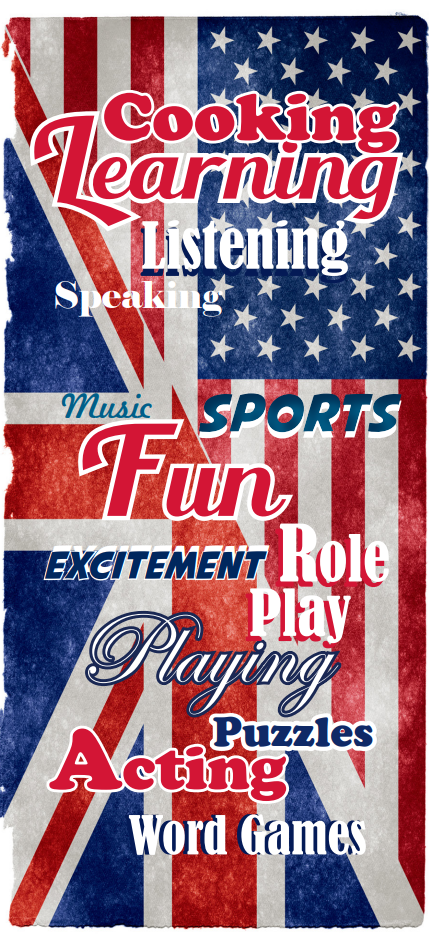 Cooking
Learning
Listening
Speaking
Music
SPORTS
Fun
EXCITEMENT
Role
Play
Playing
Puzzles
Acting
Word Games